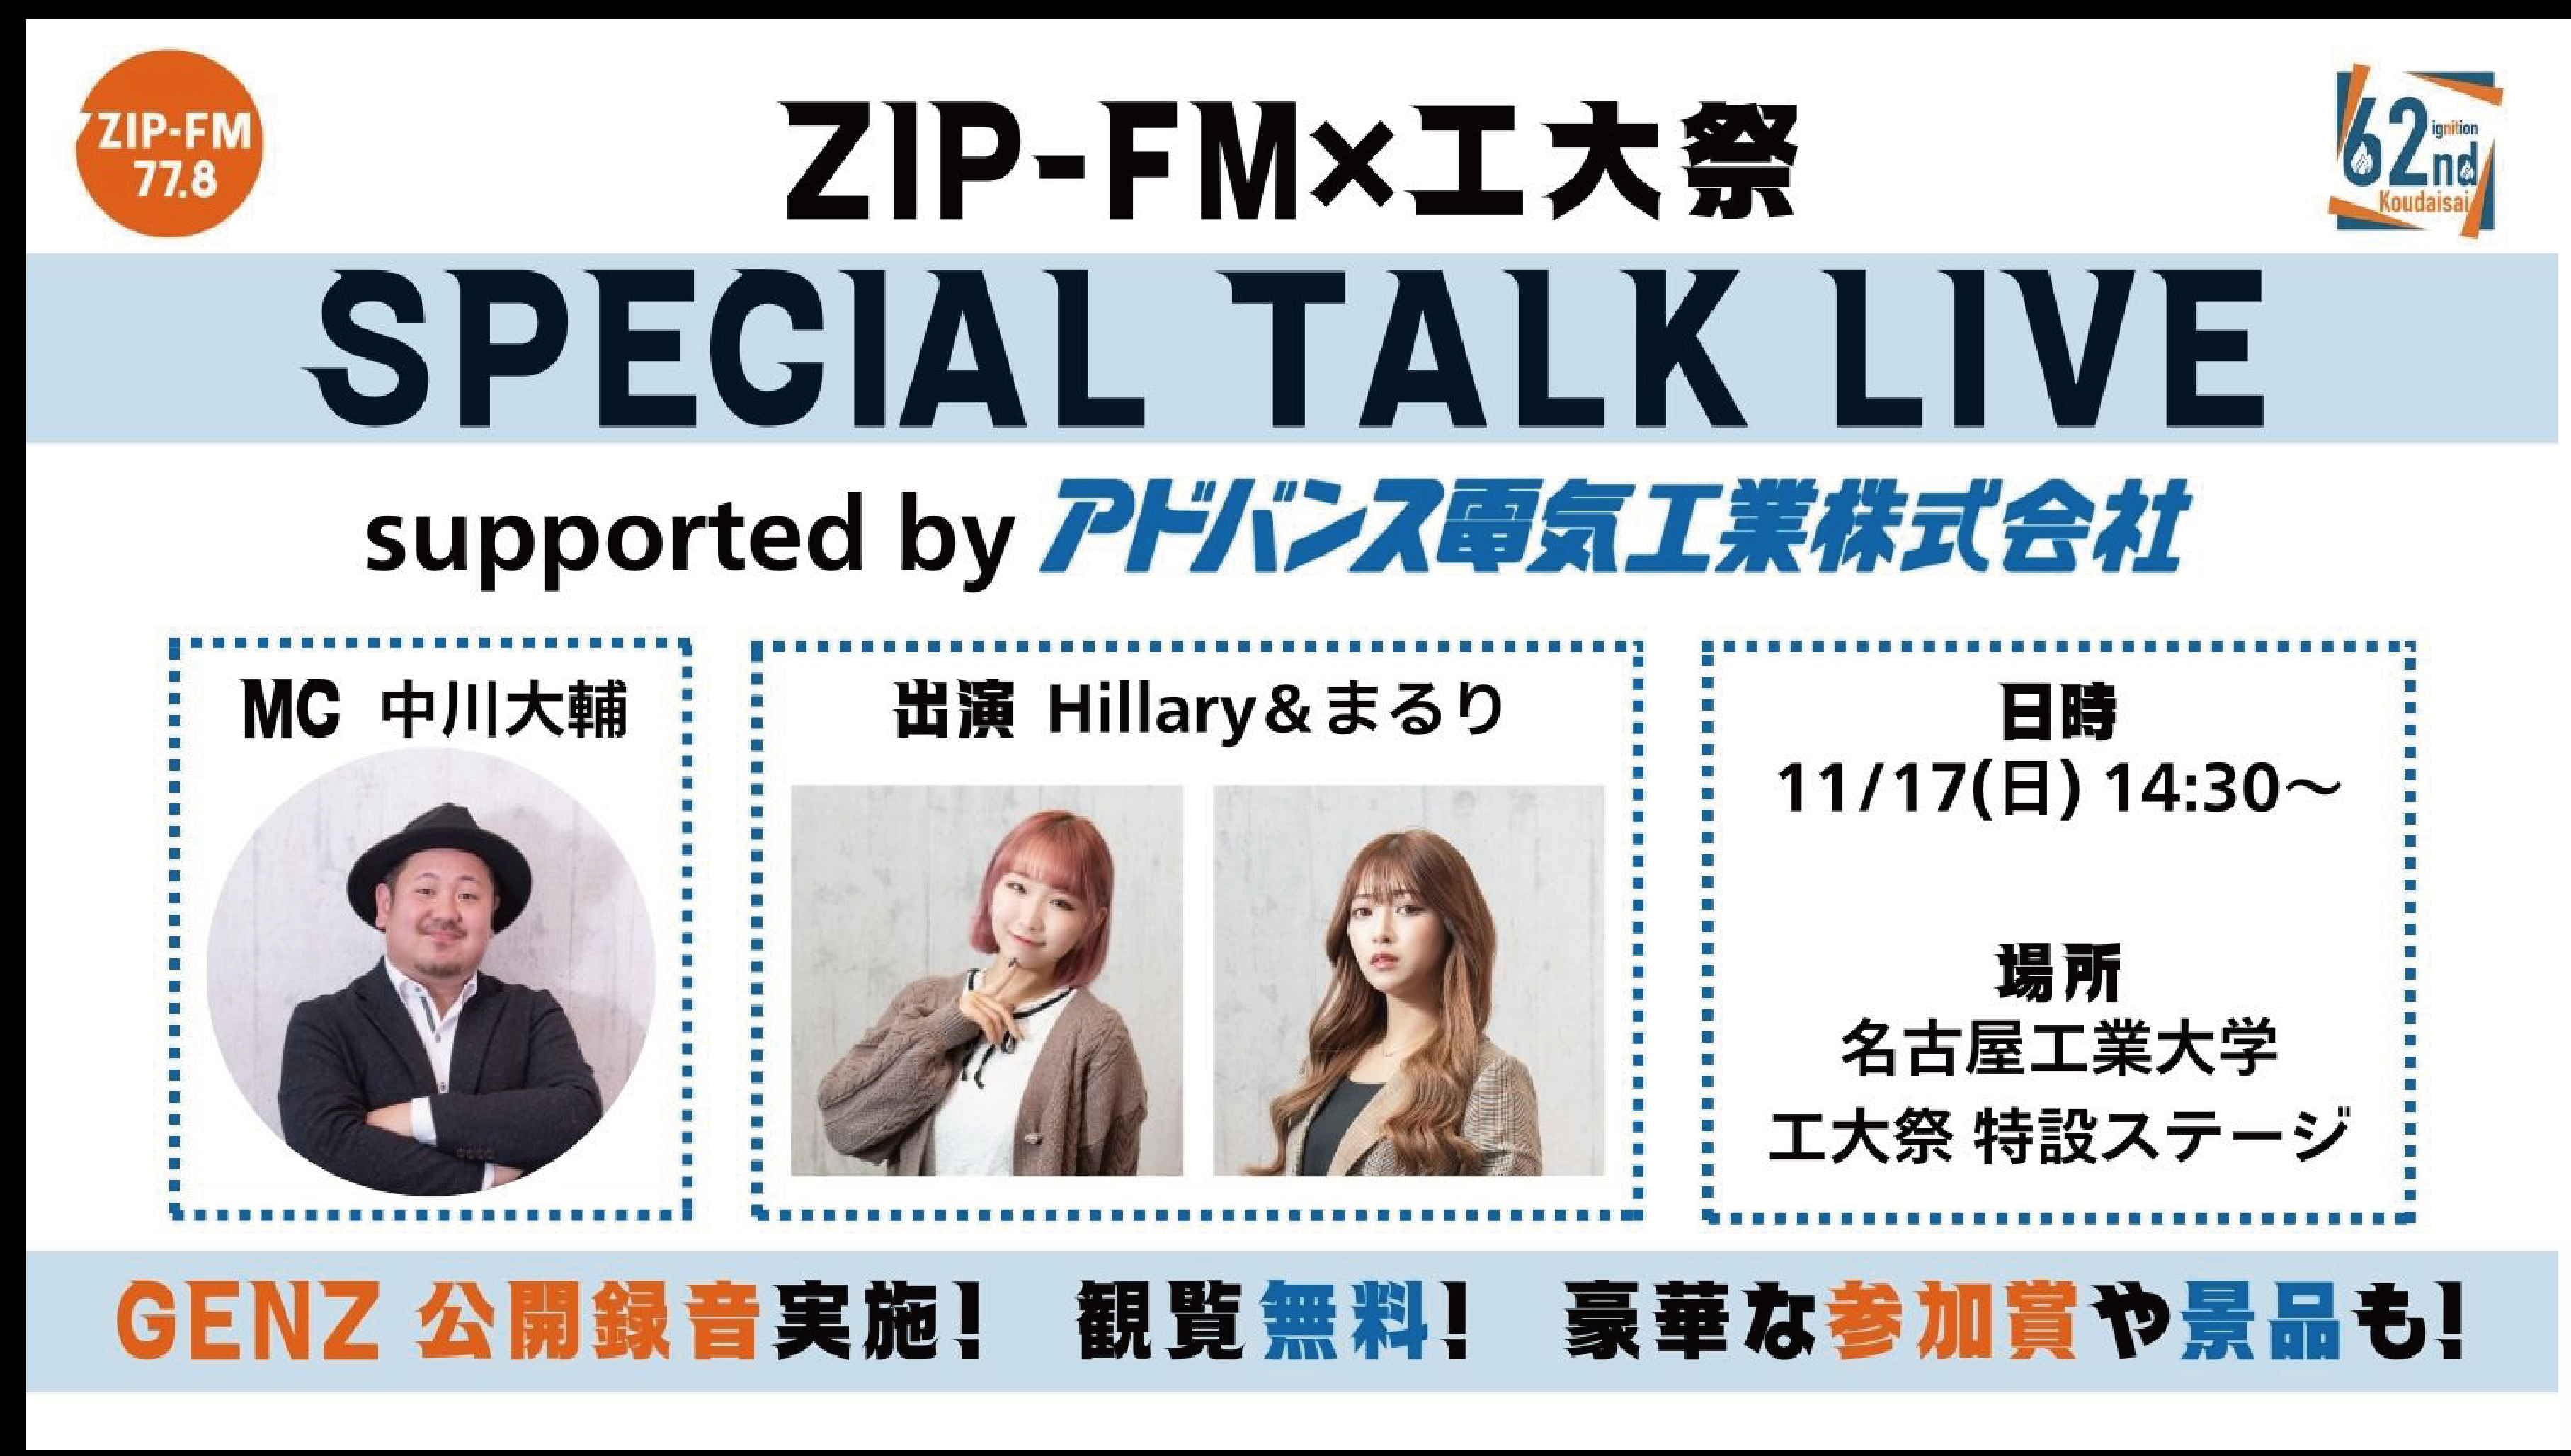 ZIP-FM
77.8
ZIP-FM×工大祭
62nd
ignition
Koudaisai
SPECIAL TALK LIVE
supported by アドバンス電気工業株式会社
MC 中川大輔
出演 Hillary&まるり
日時
11/17(日) 14:30～
場所
名古屋工業大学
工大祭 特設ステージ
GENZ 公開録音実施! 観覧無料! 豪華な参加賞や景品も!